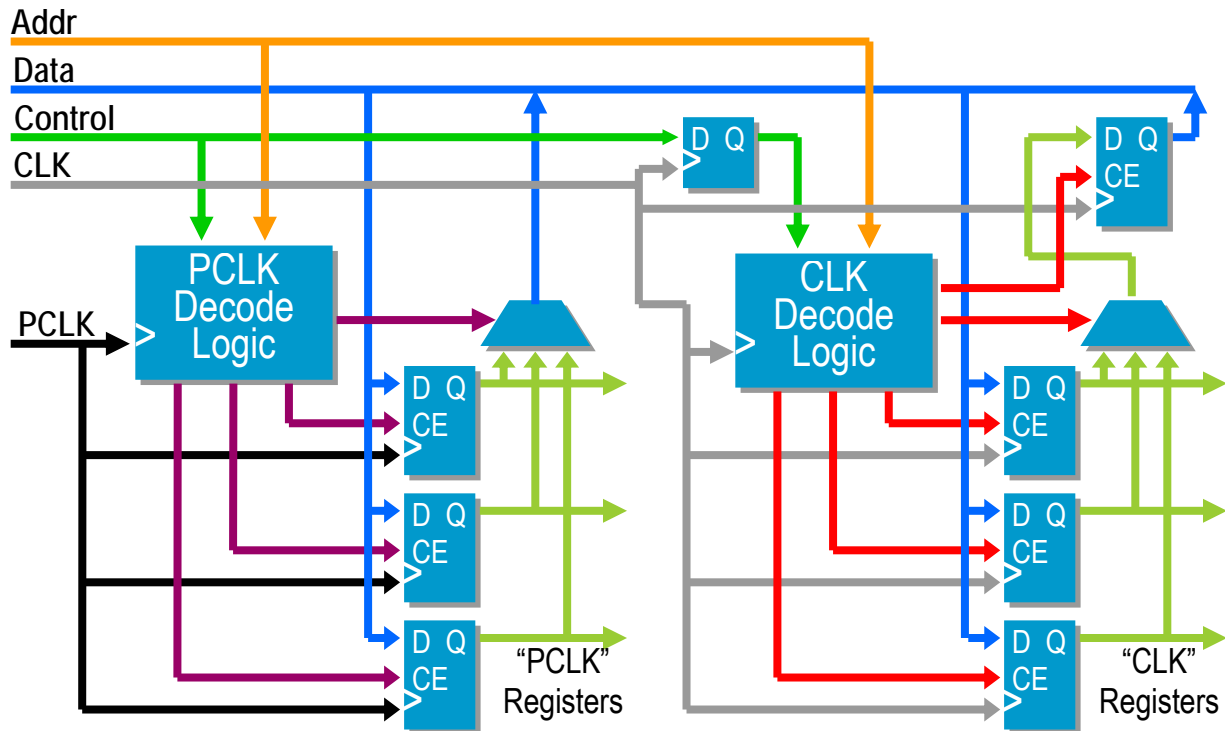 Addr
Data
Control
CLK
D Q
D Q
CE
PCLK
Decode
Logic
CLK
Decode
Logic
PCLK
D Q
CE
D Q
CE
D Q
CE
D Q
CE
D Q
CE
D Q
CE
“PCLK”
Registers
“CLK”
Registers